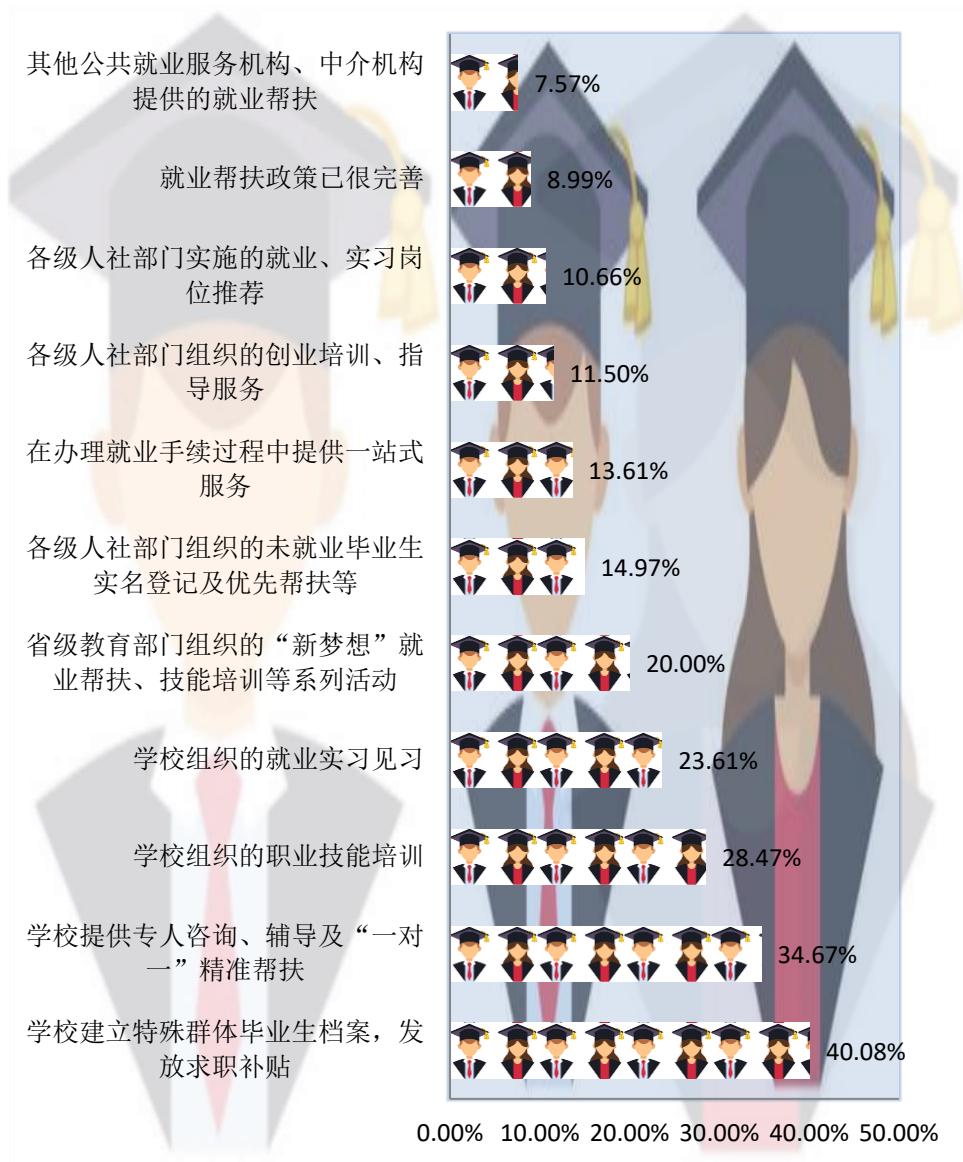 其他公共就业服务机构、中介机构
提供的就业帮扶
7.57%
就业帮扶政策已很完善
8.99%
各级人社部门实施的就业、实习岗
位推荐
10.66%
各级人社部门组织的创业培训、指
导服务
11.50%
在办理就业手续过程中提供一站式
服务
13.61%
各级人社部门组织的未就业毕业生
实名登记及优先帮扶等
14.97%
省级教育部门组织的“新梦想”就
业帮扶、技能培训等系列活动
20.00%
学校组织的就业实习见习
23.61%
学校组织的职业技能培训
28.47%
学校提供专人咨询、辅导及“一对
一”精准帮扶
34.67%
学校建立特殊群体毕业生档案，发
放求职补贴
40.08%
0.00% 10.00% 20.00% 30.00% 40.00% 50.00%